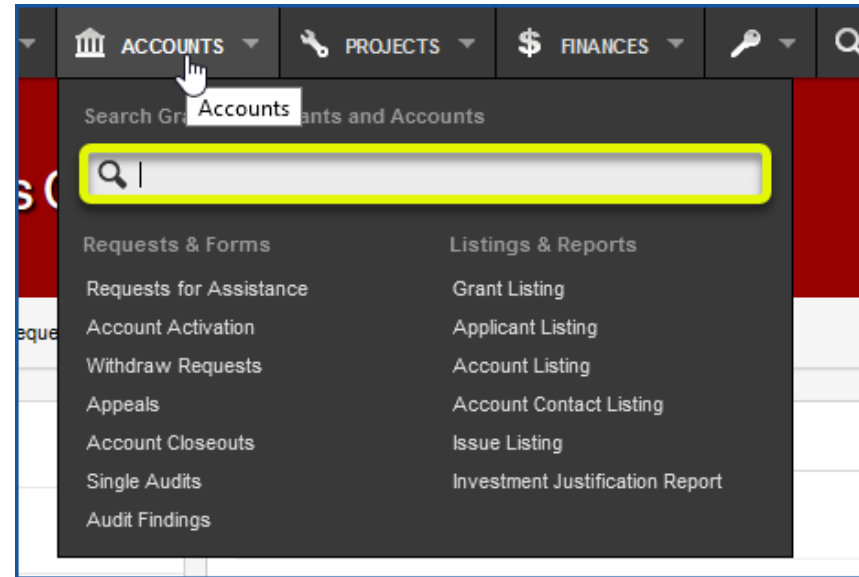 ACCOUNTS PROJECTS $ FINANCES
Accounts
Search Gra ants and Accounts
s
Requests & Forms Listings & Reports
Requests for Assistance Grant Listing
eque
Account Activation Applicant Listing
Withdraw Requests Account Listing
Appeals Account Contact Listing
Account Closeouts Issue Listing
Single Audits Investment Justification Report
Audit Findings